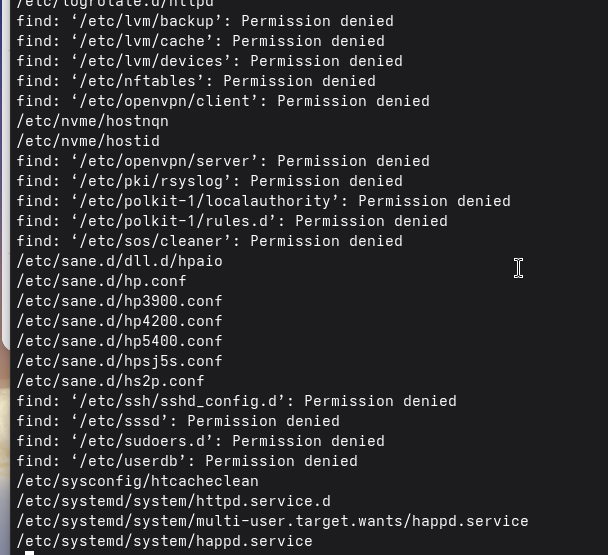 /etc/logrotate.d/httpd
find: ‘/etc/lvm/backup’: Permission denied
find: ‘/etc/lvm/cache’: Permission denied
find: ‘/etc/lvm/devices’: Permission denied
find: ‘/etc/nftables’: Permission denied
find: ‘/etc/openvpn/client’: Permission denied
/etc/nvme/hostnqn
/etc/nvme/hostid
find: ‘/etc/openvpn/server’: Permission denied
find: ‘/etc/pki/rsyslog’: Permission denied
find: ‘/etc/polkit-1/localauthority’: Permission denied
find: ‘/etc/polkit-1/rules.d’: Permission denied
find: ‘/etc/sos/cleaner’: Permission denied
/etc/sane.d/dll.d/hpaio
/etc/sane.d/hp.conf
/etc/sane.d/hp3900.conf
/etc/sane.d/hp4200.conf
/etc/sane.d/hp5400.conf
/etc/sane.d/hpsj5s.conf
/etc/sane.d/hs2p.conf
find: ‘/etc/ssh/sshd_config.d’: Permission denied
find: ‘/etc/sssd’: Permission denied
find: ‘/etc/sudoers.d’: Permission denied
find: ‘/etc/userdb’: Permission denied
/etc/sysconfig/htcacheclean
/etc/systemd/system/httpd.service.d
/etc/systemd/system/multi-user.target.wants/happd.service
/etc/systemd/system/happd.service